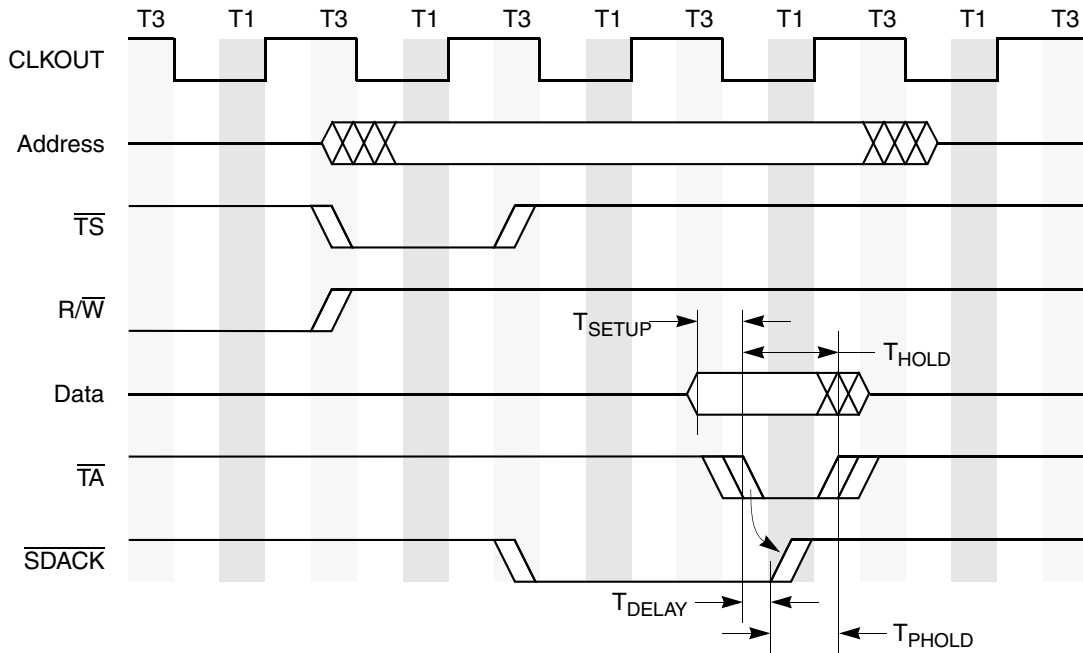 T3 T1 T3 T1 T3 T1 T3 T1 T3 T1 T3
CLKOUT
Address
TS
R/W
TSETUP
THOLD
Data
TA
SDACK
TDELAY
TPHOLD